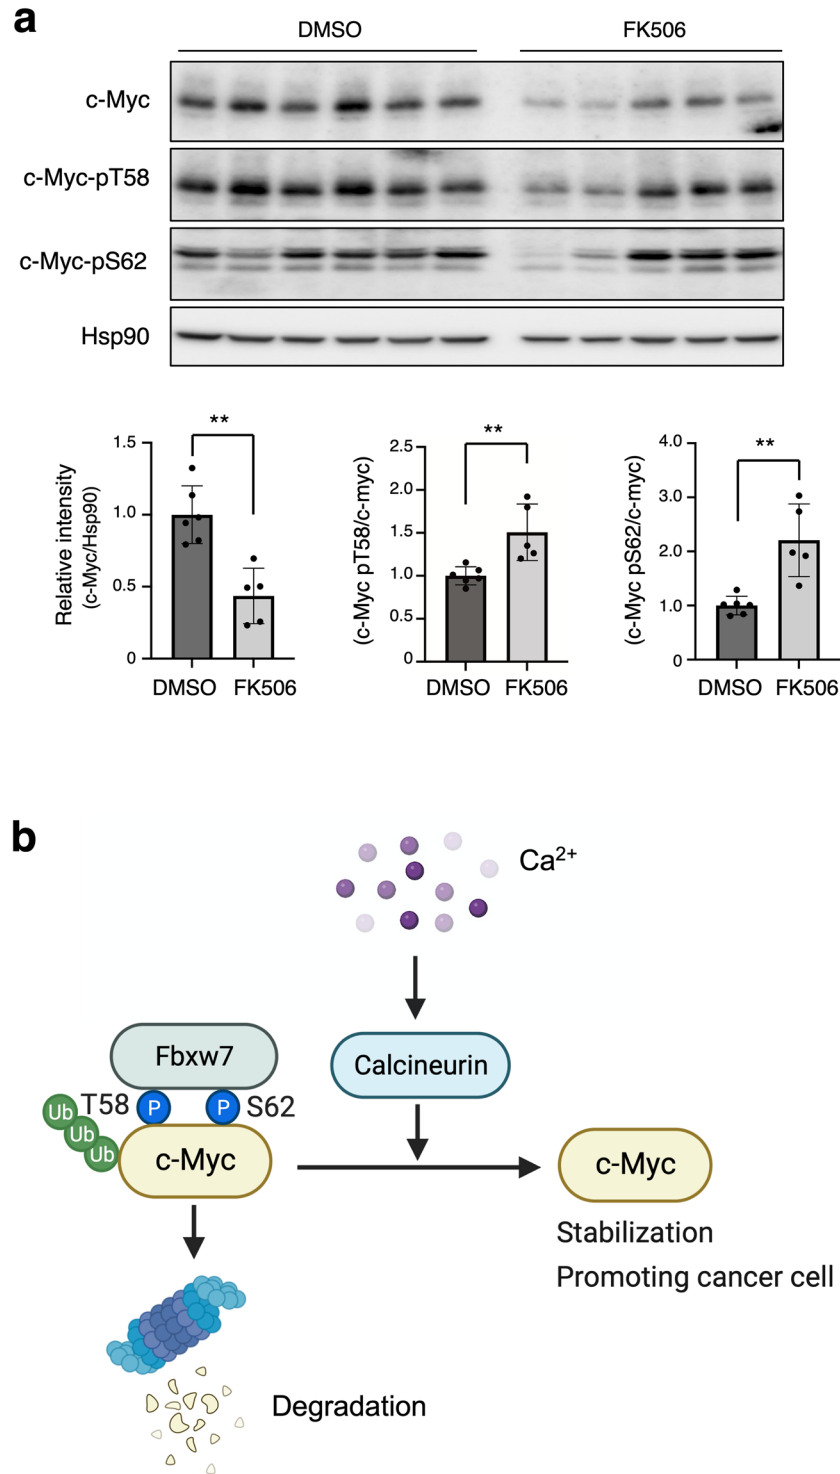 a
DMSO
FK506
c-Myc
c-Myc-pT58
c-Myc-pS62
Hsp90
Relative intensity
(c-Myc/Hsp90)
1.5
1.0
0.5
0
**
DMSO
FK506
(c-Myc pT58/c-myc)
2.5
2.0
1.5
1.0
0.5
0
**
DMSO
FK506
(c-Myc pS62/c-myc)
4.0
3.0
2.0
1.0
0
**
DMSO
FK506
b
Ca²⁺
Fbxw7
Calcineurin
Ub
T58
P
P
S62
Ub
Ub
c-Myc
c-Myc
Stabilization
Promoting cancer cell
Degradation